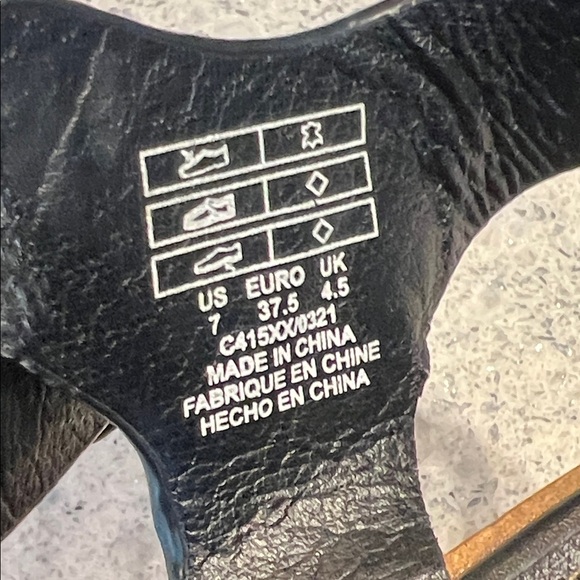 US EURO UK
7 37.5 4.5
C415XX/0321
MADE IN CHINA
FABRIQUE EN CHINE
HECHO EN CHINA